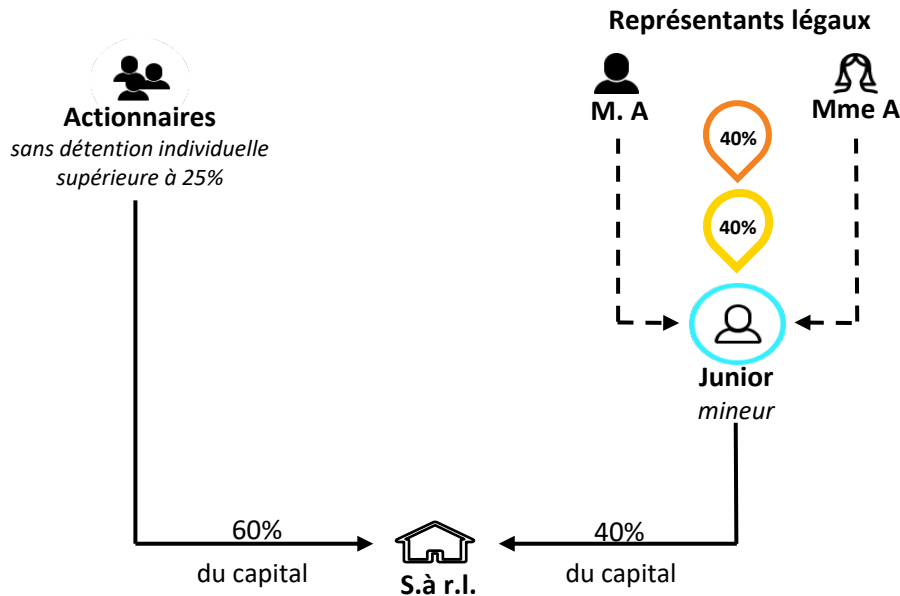 Représentants légaux
M. A
Mme A
Actionnaires
sans détention individuelle
supérieure à 25%
40%
40%
Junior
mineur
60%
du capital
40%
du capital
S.à r.l.